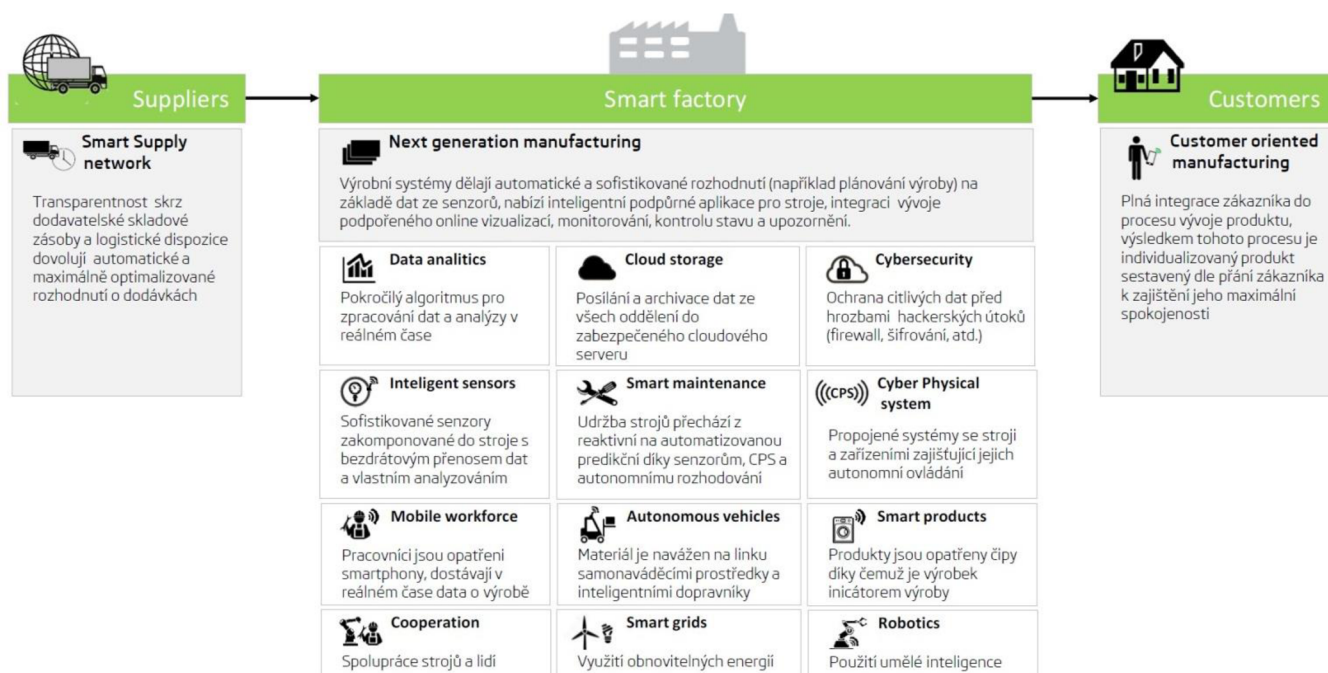 Suppliers
Smart factory
Customers
Smart Supply
network
Transparentnost skrz
dodavatelské skladové
zásoby a logistické dispozice
dovolují automatické a
maximálně optimalizované
rozhodnutí o dodávkách
Next generation manufacturing
Výrobní systémy dělají automatické a sofistikované rozhodnutí (například plánování výroby) na
základě dat ze senzorů, nabízí inteligentní podpůrné aplikace pro stroje, integraci vývoje
podpořeného online vizualizací, monitorování, kontrolu stavu a upozornění.
Customer oriented
manufacturing
Plná integrace zákazníka do
procesu vývoje produktu,
výsledkem tohoto procesu je
individualizovaný produkt
sestavený dle přání zákazníka
k zajištění jeho maximální
spokojenosti
Data analitics
Pokročilý algoritmus pro
zpracování dat a analýzy v
reálném čase
Cloud storage
Posílání a archivace dat ze
všech oddělení do
zabezpečeného cloudového
serveru
Cybersecurity
Ochrana citlivých dat před
hrozbami hackerských útoků
(firewall, šifrování, atd.)
Inteligent sensors
Sofistikované senzory
zakomponované do stroje s
bezdrátovým přenosem dat
a vlastním analyzováním
Smart maintenance
Udržba strojů přechází z
reaktivní na automatizovanou
predikční díky senzorům, CPS a
autonomnímu rozhodování
(((CPS)))
Cyber Physical
system
Propojené systémy se stroji
a zařízeními zajišťující jejich
autonomní ovládání
Mobile workforce
Pracovníci jsou opatřeni
smartphony, dostávají v
reálném čase data o výrobě
Autonomous vehicles
Materiál je navážen na linku
samonaváděcími prostředky a
inteligentními dopravníky
Smart products
Produkty jsou opatřeny čipy
díky čemuž je výrobek
inicátorem výroby
Cooperation
Spolupráce strojů a lidí
Smart grids
Využití obnovitelných energií
Robotics
Použití umělé inteligence